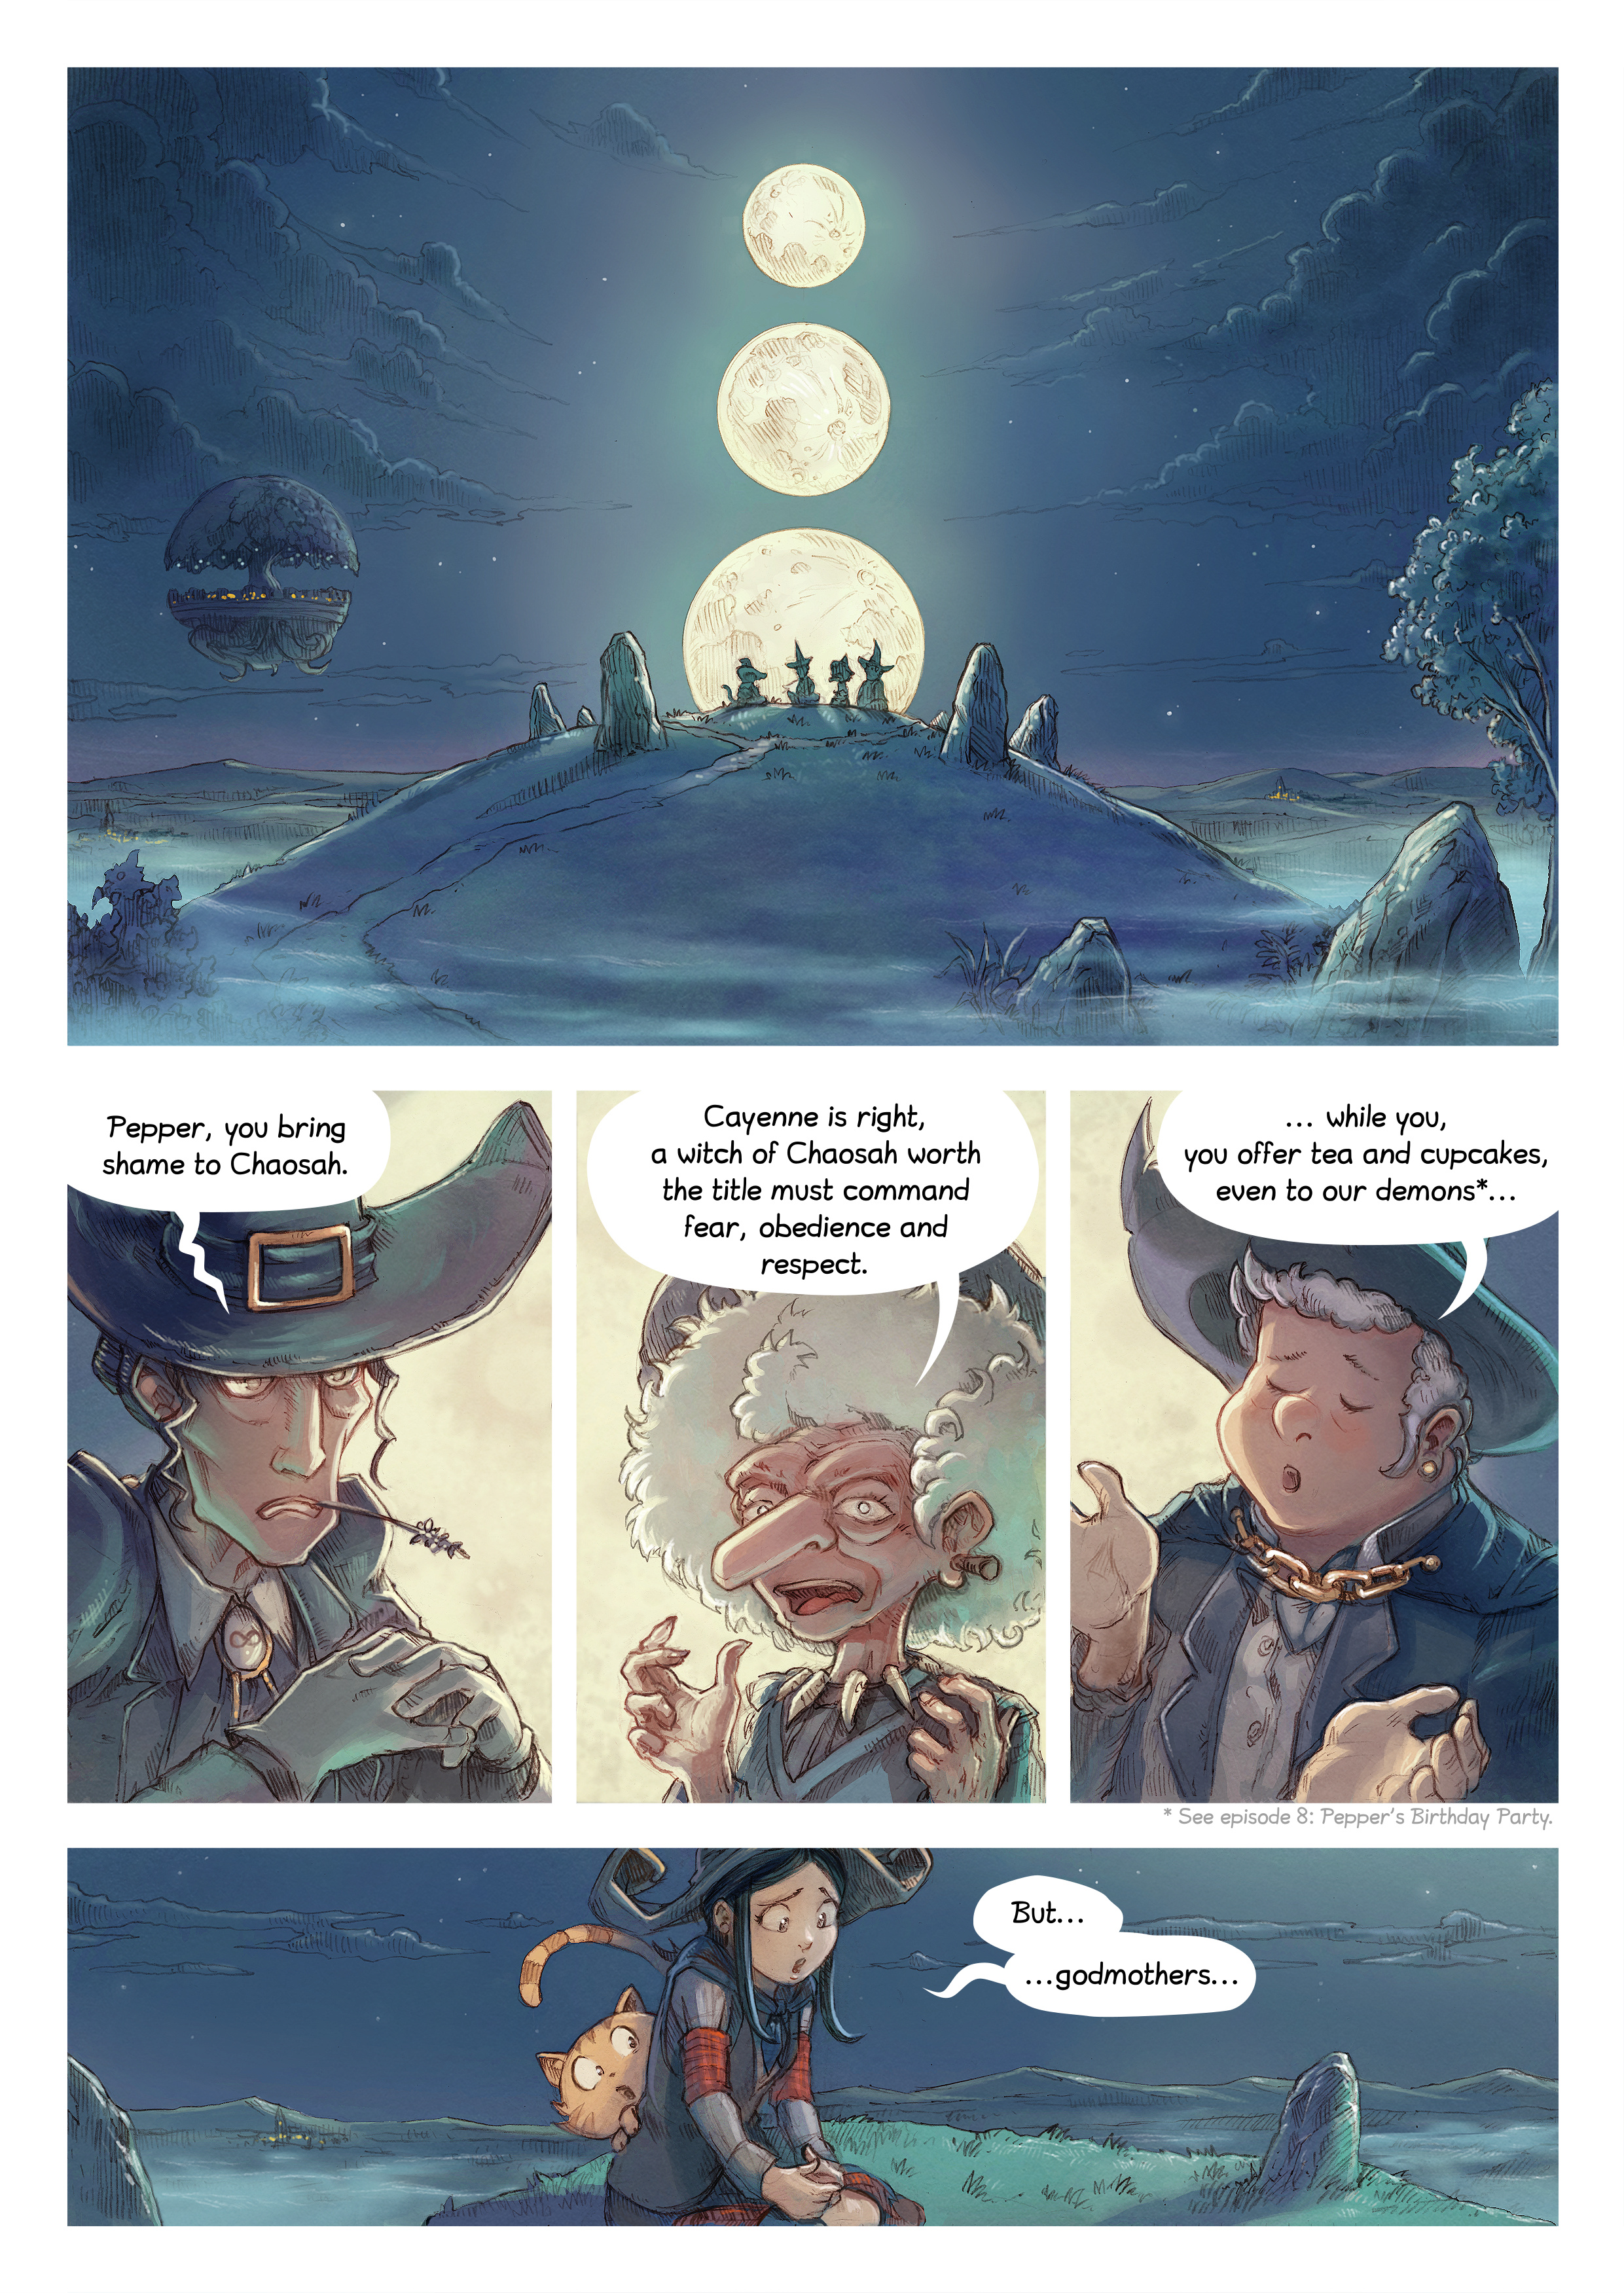 Pepper, you bring
shame to Chaosah.
Cayenne is right,
a witch of Chaosah worth
the title must command
fear, obedience and
respect.
... while you,
you offer tea and cupcakes,
even to our demons*...
* See episode 8: Pepper's Birthday Party.
But...
...godmothers...